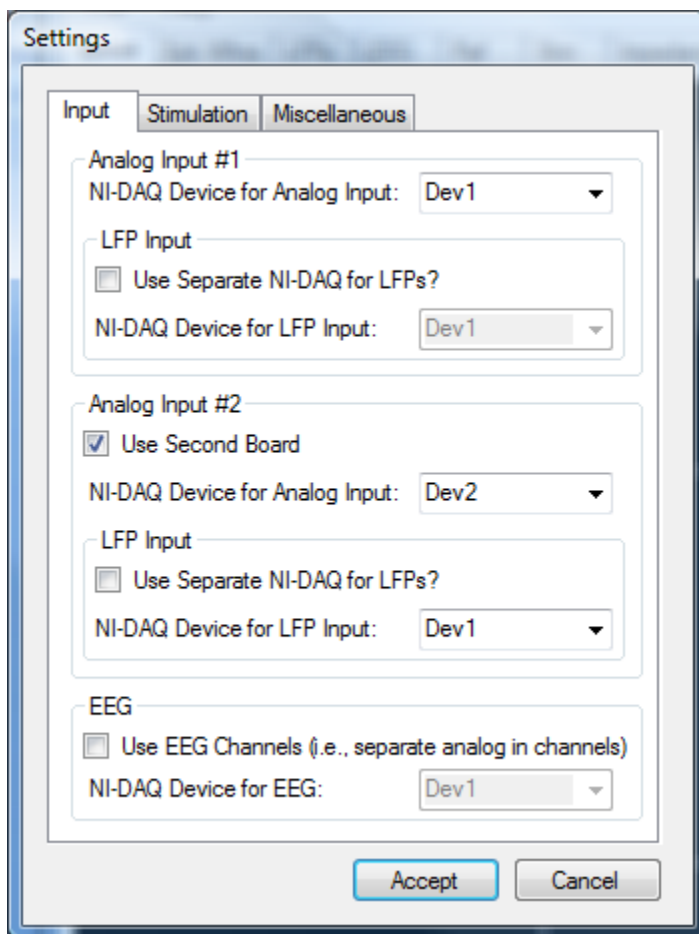 Settings
Input Stimulation Miscellaneous
Analog Input #1
NI-DAQ Device for Analog Input: Dev1
LFP Input
Use Separate NI-DAQ for LFPs?
NI-DAQ Device for LFP Input: Dev1
Analog Input #2
Use Second Board
NI-DAQ Device for Analog Input: Dev2
LFP Input
Use Separate NI-DAQ for LFPs?
NI-DAQ Device for LFP Input: Dev1
EEG
Use EEG Channels (i.e., separate analog in channels)
NI-DAQ Device for EEG: Dev1
Accept Cancel